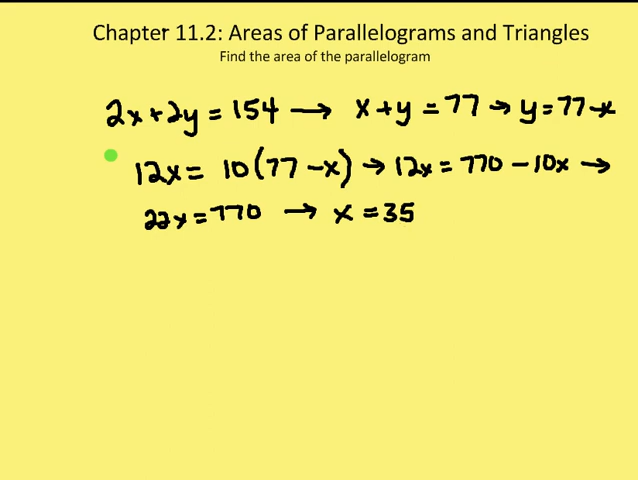 Chapter 11.2: Areas of Parallelograms and Triangles
Find the area of the parallelogram
2x+2y = 154 → x+y = 77 → y = 77-x
12x = 10(77-x) → 12x = 770 - 10x →
22x = 770 → x = 35